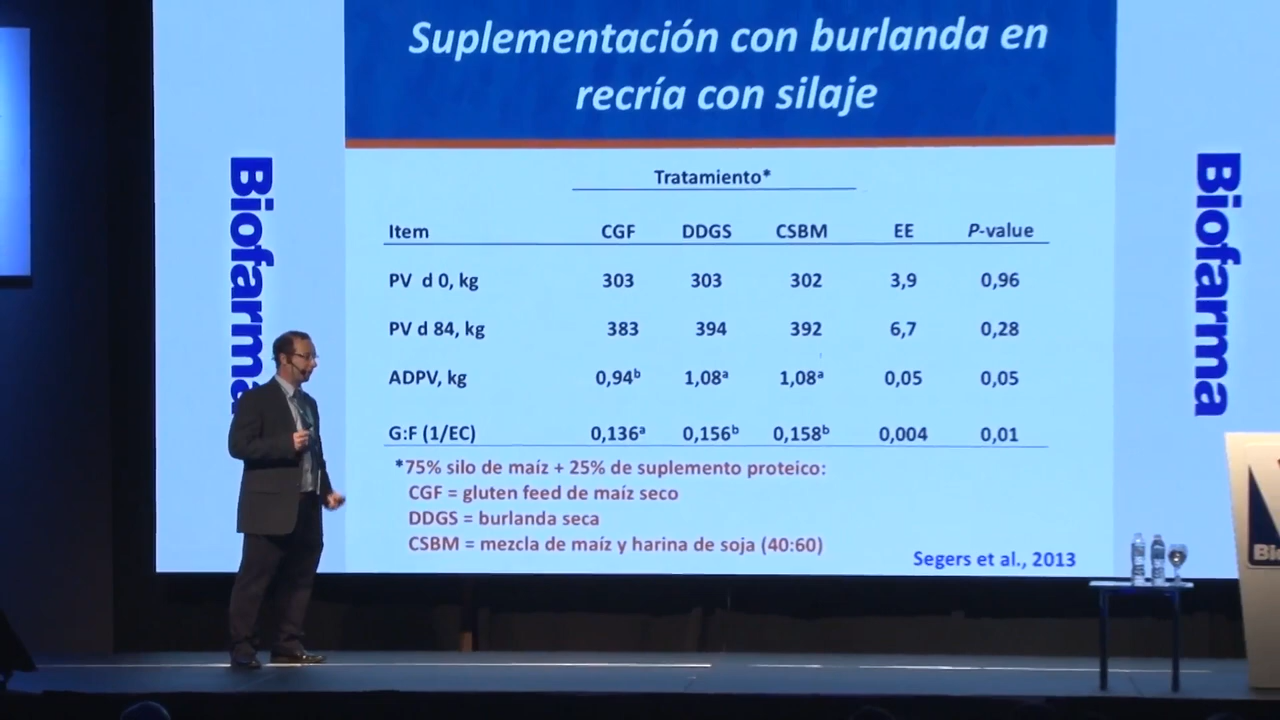 Suplementación con burlanda en
recría con silaje
Biofarma
Biofarma
Tratamiento*
Item CGF DDGS CSBM EE P-value
PV d 0, kg 303 303 302 3,9 0,96
PV d 84, kg 383 394 392 6,7 0,28
ADPV, kg 0,94ᵇ 1,08ᵃ 1,08ᵃ 0,05 0,05
G:F (1/EC) 0,136ᵃ 0,156ᵇ 0,158ᵇ 0,004 0,01
*75% silo de maíz + 25% de suplemento proteico:
CGF = gluten feed de maíz seco
DDGS = burlanda seca
CSBM = mezcla de maíz y harina de soja (40:60)
Segers et al., 2013